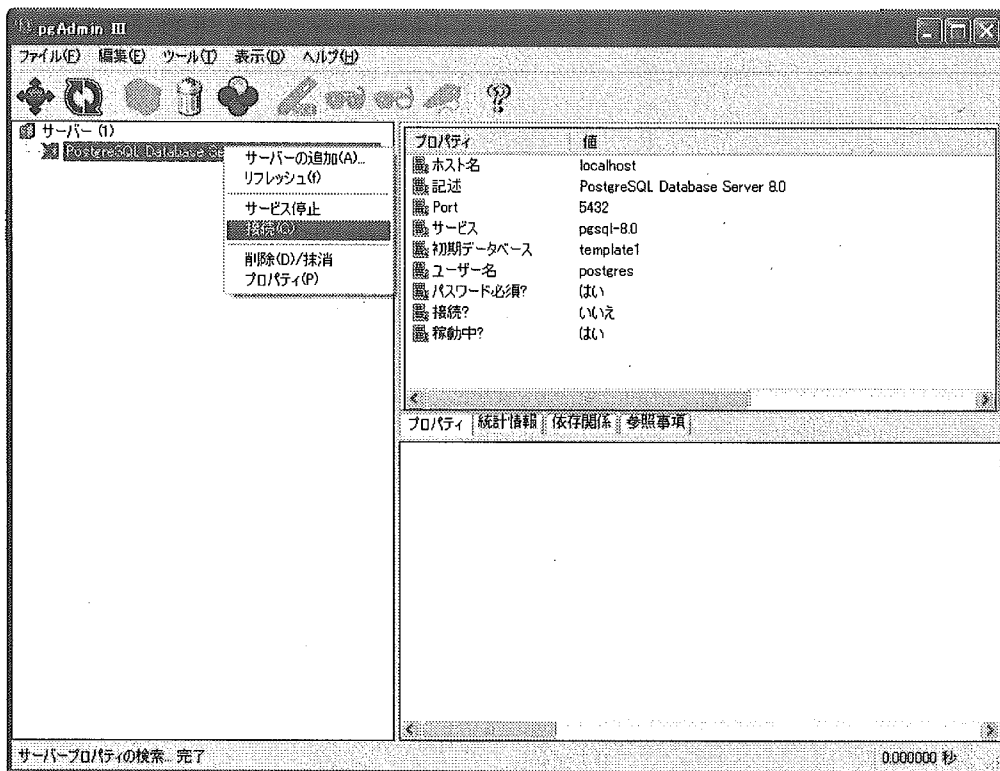 pgAdmin III
ファイル(F) 編集(E) ツール(T) 表示(D) ヘルプ(H)
サーバー (1)
PostgreSQL Database se
サーバーの追加(A)...
リフレッシュ(f)
サービス停止
接続(C)
削除(D)/抹消
プロパティ(P)
プロパティ 値
ホスト名 localhost
記述 PostgreSQL Database Server 8.0
Port 5432
サービス pgsql-8.0
初期データベース template1
ユーザー名 postgres
パスワード必須? はい
接続? いいえ
稼動中? はい
プロパティ 統計情報 依存関係 参照事項
サーバープロパティの検索... 完了
0.000000 秒